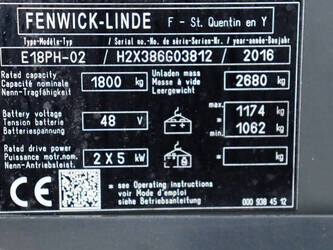 FENWICK-LINDE F - St. Quentin en Y
Type-Modèle-Typ / Serial no.-No de série-Serien-Nr. / year-année-Baujahr
E18PH-02 / H2X386G03812 / 2016
Rated capacity
Capacité nominale
Nenn-Tragfähigkeit
1800 kg
Unladen mass
Masse à vide
Leergewicht
2680 kg
Battery voltage
Tension batterie
Batteriespannung
48 V
max. 1174 kg
min. 1062 kg
Rated drive power
Puissance motr.nom.
Nenn-Antriebsleist.
2 X 5 kW
kg
CE
see Operating instructions
voir Mode d'emploi
siehe Betriebsanleitung
000 938 45 12